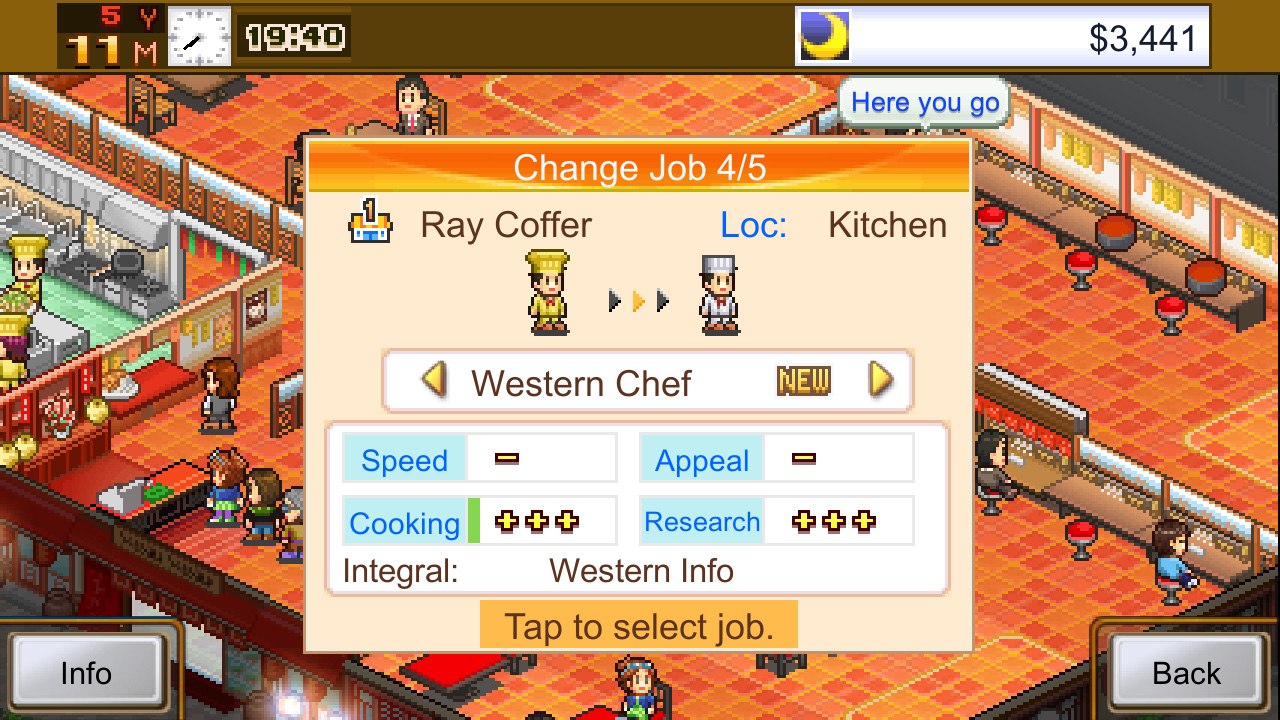 5 Y
11 M
19:40
$3,441
Here you go
Change Job 4/5
1
Ray Coffer Loc: Kitchen
Western Chef NEW
Speed Appeal
Cooking +++ Research +++
Integral: Western Info
Tap to select job.
Info
Back